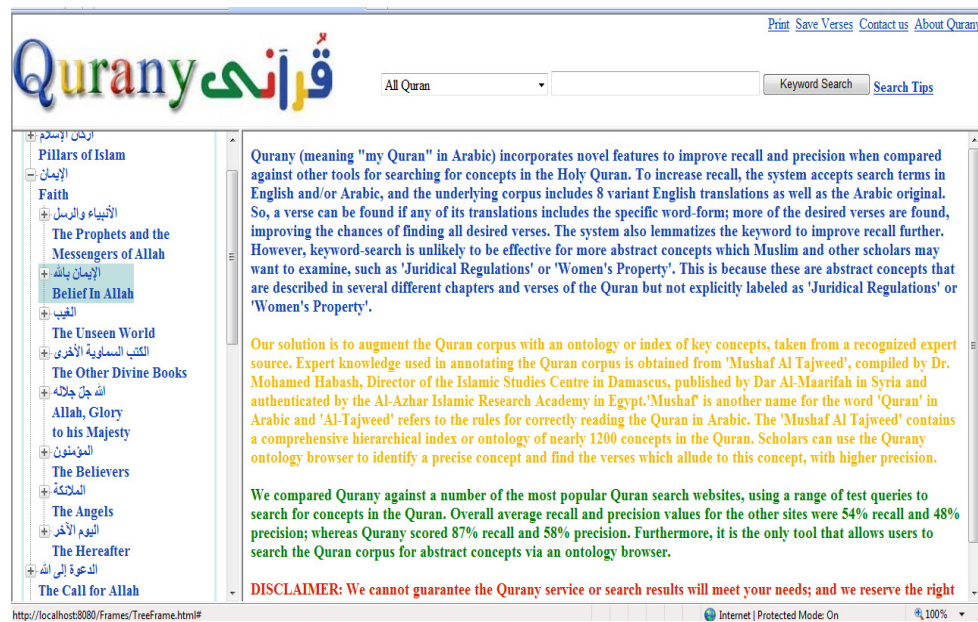 Print Save Verses Contact us About Qurany
Qurany قُرآنى
All Quran Keyword Search Search Tips
أركان الإسلام
Pillars of Islam
الإيمان
Faith
الأنبياء والرسل
The Prophets and the
Messengers of Allah
الإيمان بالله
Belief In Allah
الغيب
The Unseen World
الكتب السماوية الأخرى
The Other Divine Books
الله جل جلاله
Allah, Glory
to his Majesty
المؤمنون
The Believers
الملائكة
The Angels
اليوم الآخر
The Hereafter
الدعوة إلى الله
The Call for Allah
Qurany (meaning "my Quran" in Arabic) incorporates novel features to improve recall and precision when compared
against other tools for searching for concepts in the Holy Quran. To increase recall, the system accepts search terms in
English and/or Arabic, and the underlying corpus includes 8 variant English translations as well as the Arabic original.
So, a verse can be found if any of its translations includes the specific word-form; more of the desired verses are found,
improving the chances of finding all desired verses. The system also lemmatizes the keyword to improve recall further.
However, keyword-search is unlikely to be effective for more abstract concepts which Muslim and other scholars may
want to examine, such as 'Juridical Regulations' or 'Women's Property'. This is because these are abstract concepts that
are described in several different chapters and verses of the Quran but not explicitly labeled as 'Juridical Regulations' or
'Women's Property'.
Our solution is to augment the Quran corpus with an ontology or index of key concepts, taken from a recognized expert
source. Expert knowledge used in annotating the Quran corpus is obtained from 'Mushaf Al Tajweed', compiled by Dr.
Mohamed Habash, Director of the Islamic Studies Centre in Damascus, published by Dar Al-Maarifah in Syria and
authenticated by the Al-Azhar Islamic Research Academy in Egypt.'Mushaf' is another name for the word 'Quran' in
Arabic and 'Al-Tajweed' refers to the rules for correctly reading the Quran in Arabic. The 'Mushaf Al Tajweed' contains
a comprehensive hierarchical index or ontology of nearly 1200 concepts in the Quran. Scholars can use the Qurany
ontology browser to identify a precise concept and find the verses which allude to this concept, with higher precision.
We compared Qurany against a number of the most popular Quran search websites, using a range of test queries to
search for concepts in the Quran. Overall average recall and precision values for the other sites were 54% recall and 48%
precision; whereas Qurany scored 87% recall and 58% precision. Furthermore, it is the only tool that allows users to
search the Quran corpus for abstract concepts via an ontology browser.
DISCLAIMER: We cannot guarantee the Qurany service or search results will meet your needs; and we reserve the right
http://localhost:8080/Frames/TreeFrame.html# Internet | Protected Mode: On 100%